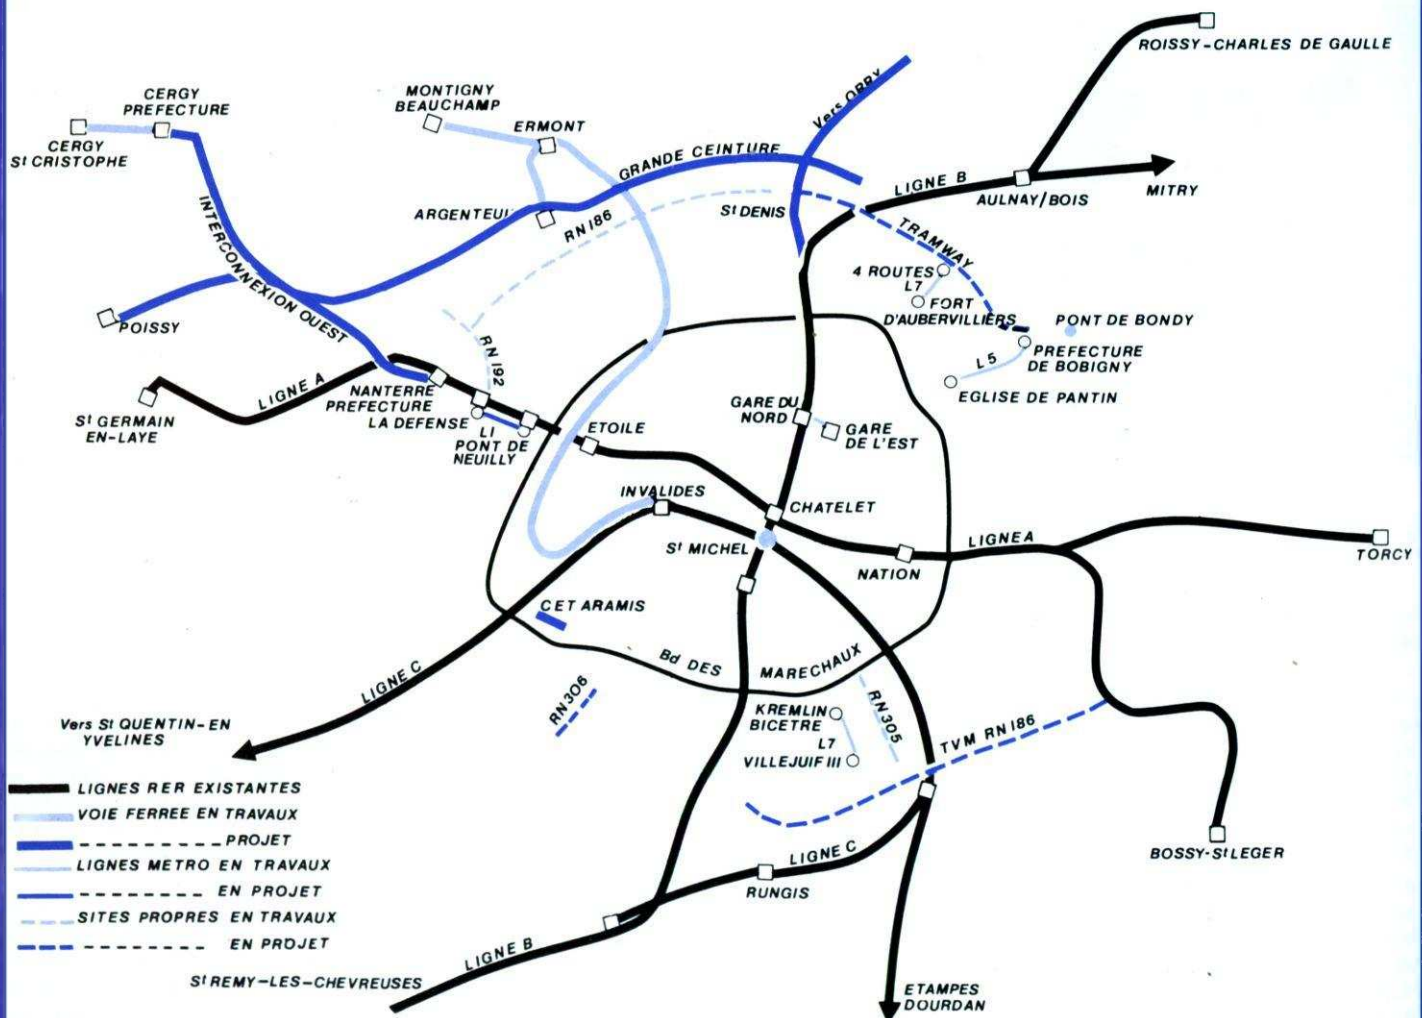 ROISSY-CHARLES DE GAULLE
CERGY
PREFECTURE
MONTIGNY
BEAUCHAMP
ERMONT
Vers ORRY
CERGY
St CRISTOPHE
GRANDE CEINTURE
LIGNE B
MITRY
AULNAY/BOIS
ARGENTEUIL
RN 186
St DENIS
TRAMWAY
INTERCONNEXION OUEST
4 ROUTES
L7
FORT
D'AUBERVILLIERS
PONT DE BONDY
POISSY
RN 192
L 5
PREFECTURE
DE BOBIGNY
EGLISE DE PANTIN
LIGNE A
NANTERRE
PREFECTURE
LA DEFENSE
L1
PONT DE
NEUILLY
St GERMAIN
EN-LAYE
ETOILE
GARE DU
NORD
GARE
DE L'EST
INVALIDES
CHATELET
St MICHEL
LIGNE A
NATION
TORCY
CET ARAMIS
Bd DES MARECHAUX
LIGNE C
RN 306
KREMLIN
BICETRE
L7
VILLEJUIF III
RN 305
TVM RN 186
Vers St QUENTIN-EN
YVELINES
LIGNES RER EXISTANTES
VOIE FERREE EN TRAVAUX
PROJET
LIGNES METRO EN TRAVAUX
EN PROJET
SITES PROPRES EN TRAVAUX
EN PROJET
LIGNE C
RUNGIS
BOSSY-St LEGER
LIGNE B
St REMY-LES-CHEVREUSES
ETAMPES
DOURDAN